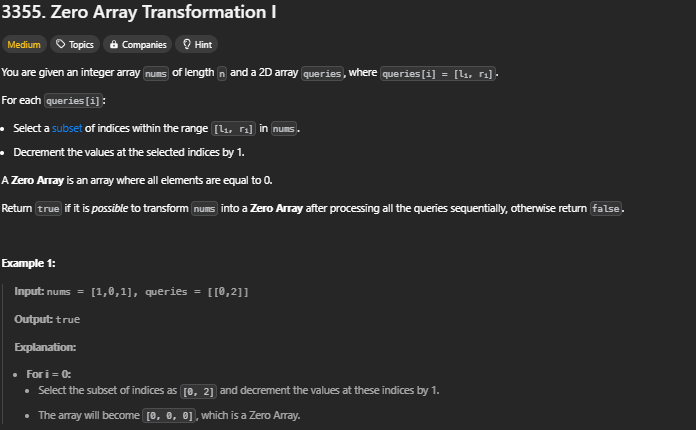 3355. Zero Array Transformation I
Medium Topics Companies Hint
You are given an integer array nums of length n and a 2D array queries, where queries[i] = [lᵢ, rᵢ].
For each queries[i]:
• Select a subset of indices within the range [lᵢ, rᵢ] in nums.
• Decrement the values at the selected indices by 1.
A Zero Array is an array where all elements are equal to 0.
Return true if it is possible to transform nums into a Zero Array after processing all the queries sequentially, otherwise return false.
Example 1:
Input: nums = [1,0,1], queries = [[0,2]]
Output: true
Explanation:
• For i = 0:
• Select the subset of indices as [0, 2] and decrement the values at these indices by 1.
• The array will become [0, 0, 0], which is a Zero Array.